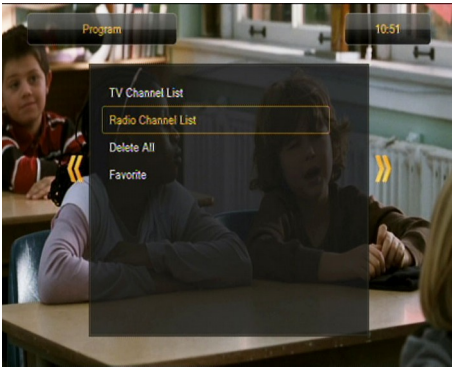 Program
10:51
TV Channel List
Radio Channel List
Delete All
Favorite